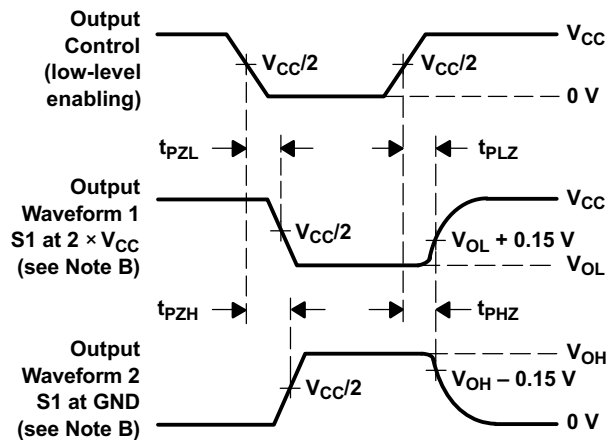 Output
Control
(low-level
enabling)
VCC/2
VCC/2
VCC
0 V
tPZL
tPLZ
Output
Waveform 1
S1 at 2 × VCC
(see Note B)
VCC/2
VCC
VOL + 0.15 V
VOL
tPZH
tPHZ
Output
Waveform 2
S1 at GND
(see Note B)
VCC/2
VOH
VOH − 0.15 V
0 V